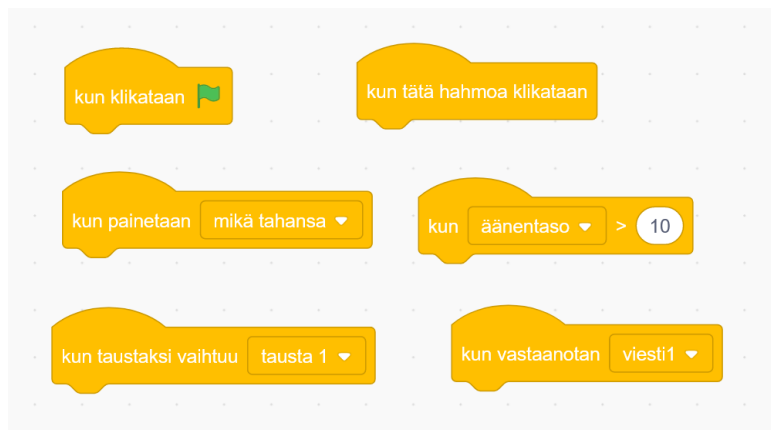 kun klikataan
kun tätä hahmoa klikataan
kun painetaan mikä tahansa
kun äänentaso > 10
kun taustaksi vaihtuu tausta 1
kun vastaanotan viesti1